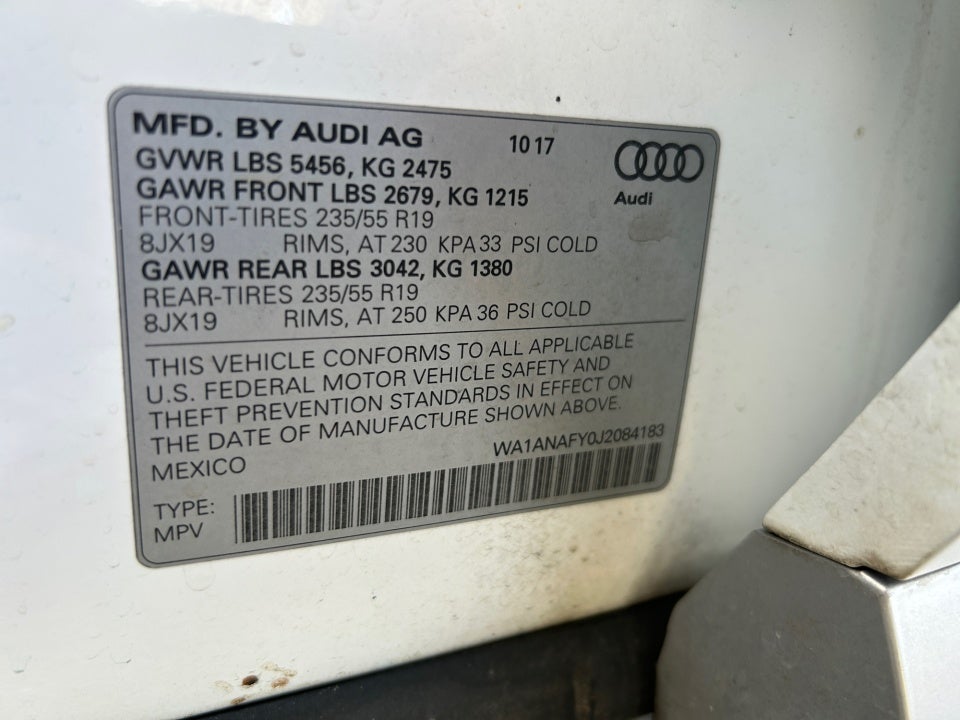 MFD. BY AUDI AG 10 17
GVWR LBS 5456, KG 2475
GAWR FRONT LBS 2679, KG 1215
Audi
FRONT-TIRES 235/55 R19
8JX19 RIMS, AT 230 KPA 33 PSI COLD
GAWR REAR LBS 3042, KG 1380
REAR-TIRES 235/55 R19
8JX19 RIMS, AT 250 KPA 36 PSI COLD
THIS VEHICLE CONFORMS TO ALL APPLICABLE
U.S. FEDERAL MOTOR VEHICLE SAFETY AND
THEFT PREVENTION STANDARDS IN EFFECT ON
THE DATE OF MANUFACTURE SHOWN ABOVE.
MEXICO WA1ANAFY0J2084183
TYPE:
MPV